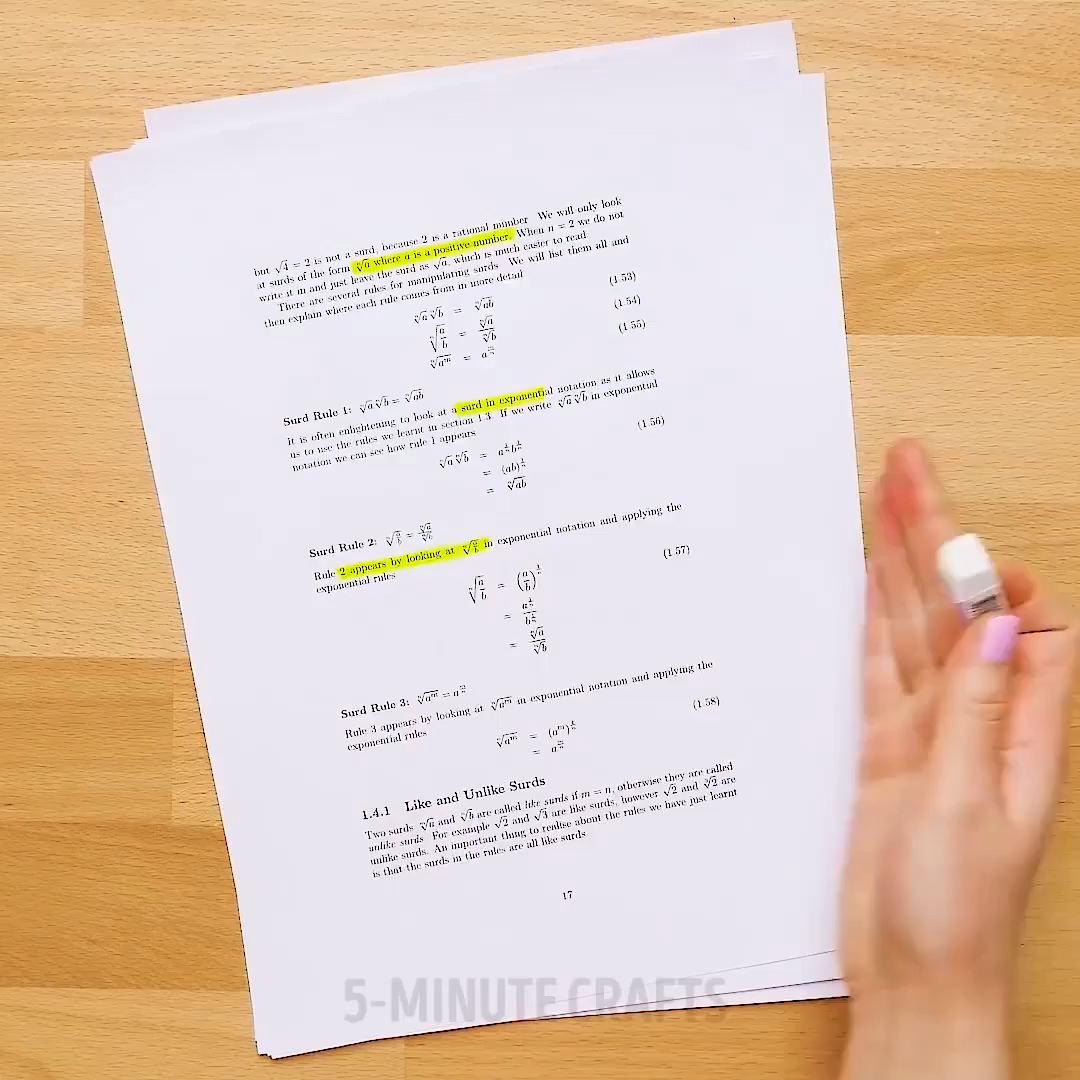 but √4 = 2 is not a surd, because 2 is a rational number We will only look
at surds of the form ⁿ√a where a is a positive number. When n = 2 we do not
write it in and just leave the surd as √a, which is much easier to read
There are several rules for manipulating surds We will list them all and
then explain where each rule comes from in more detail
ⁿ√a ⁿ√b = ⁿ√ab (1 53)
ⁿ√(a/b) = ⁿ√a/ⁿ√b (1 54)
ⁿ√aᵐ = a^(m/n) (1 55)
Surd Rule 1: ⁿ√a ⁿ√b = ⁿ√ab
It is often enlightening to look at a surd in exponential notation as it allows
us to use the rules we learnt in section 1 3 If we write ⁿ√a ⁿ√b in exponential
notation we can see how rule 1 appears
ⁿ√a ⁿ√b = a^(1/n) b^(1/n) (1 56)
= (ab)^(1/n)
= ⁿ√ab
Surd Rule 2: ⁿ√(a/b) = ⁿ√a/ⁿ√b
Rule 2 appears by looking at ⁿ√(a/b) in exponential notation and applying the
exponential rules
ⁿ√(a/b) = (a/b)^(1/n) (1 57)
= a^(1/n)/b^(1/n)
= ⁿ√a/ⁿ√b
Surd Rule 3: ⁿ√aᵐ = a^(m/n)
Rule 3 appears by looking at ⁿ√aᵐ in exponential notation and applying the
exponential rules
ⁿ√aᵐ = (aᵐ)^(1/n) (1 58)
= a^(m/n)
1.4.1 Like and Unlike Surds
Two surds ᵐ√a and ⁿ√b are called like surds if m = n, otherwise they are called
unlike surds For example √2 and √3 are like surds, however √2 and ³√2 are
unlike surds. An important thing to realise about the rules we have just learnt
is that the surds in the rules are all like surds
17
5-MINUTE CRAFTS